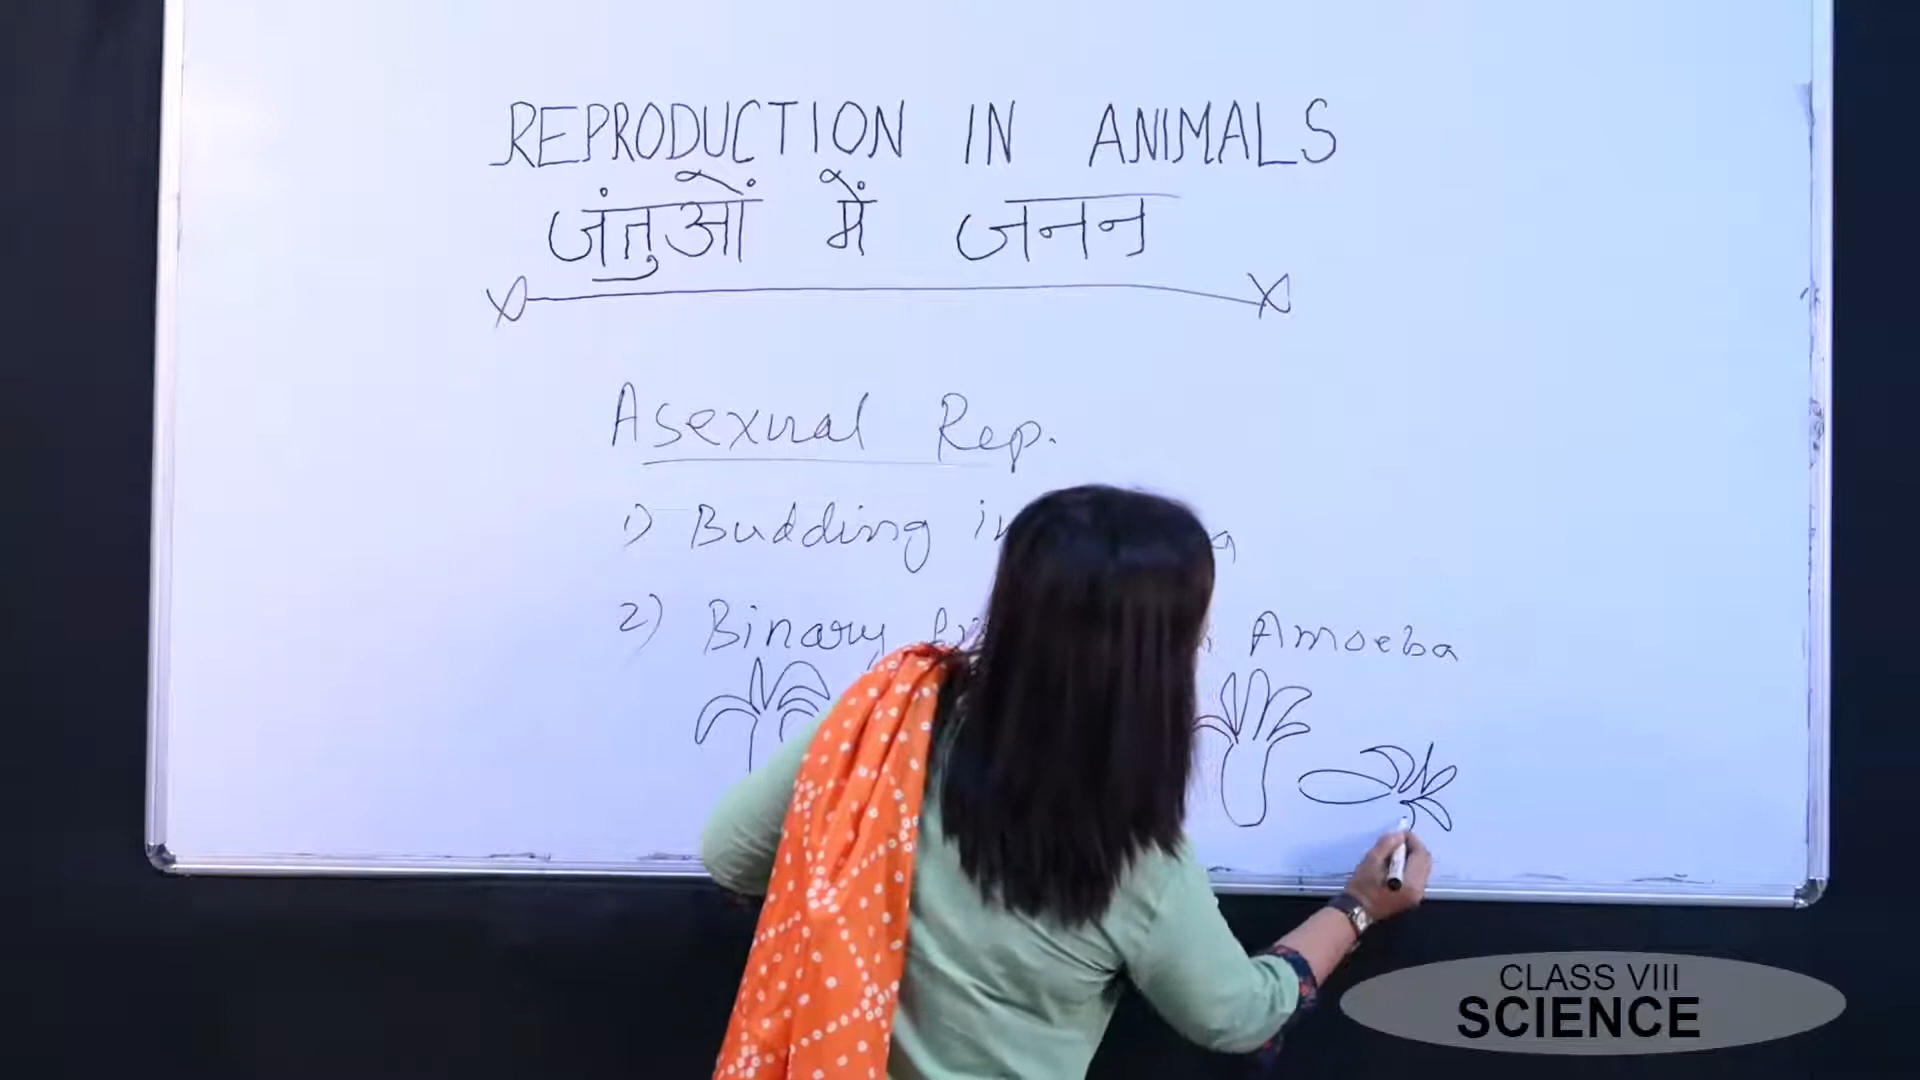 REPRODUCTION IN ANIMALS
जंतुओं में जनन
Asexual Rep.
1) Budding in
2) Binary Amoeba
CLASS VIII
SCIENCE